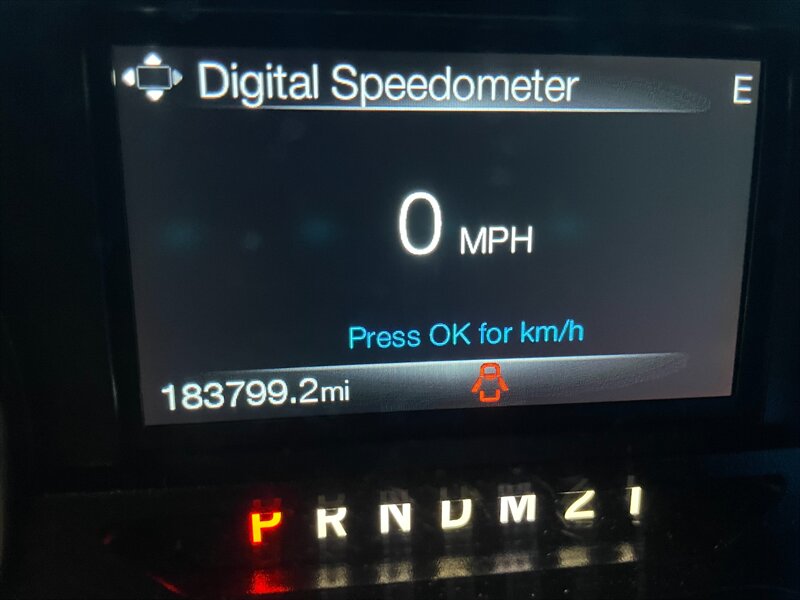 Digital Speedometer E
0 MPH
Press OK for km/h
183799.2mi
P R N D M 2 1